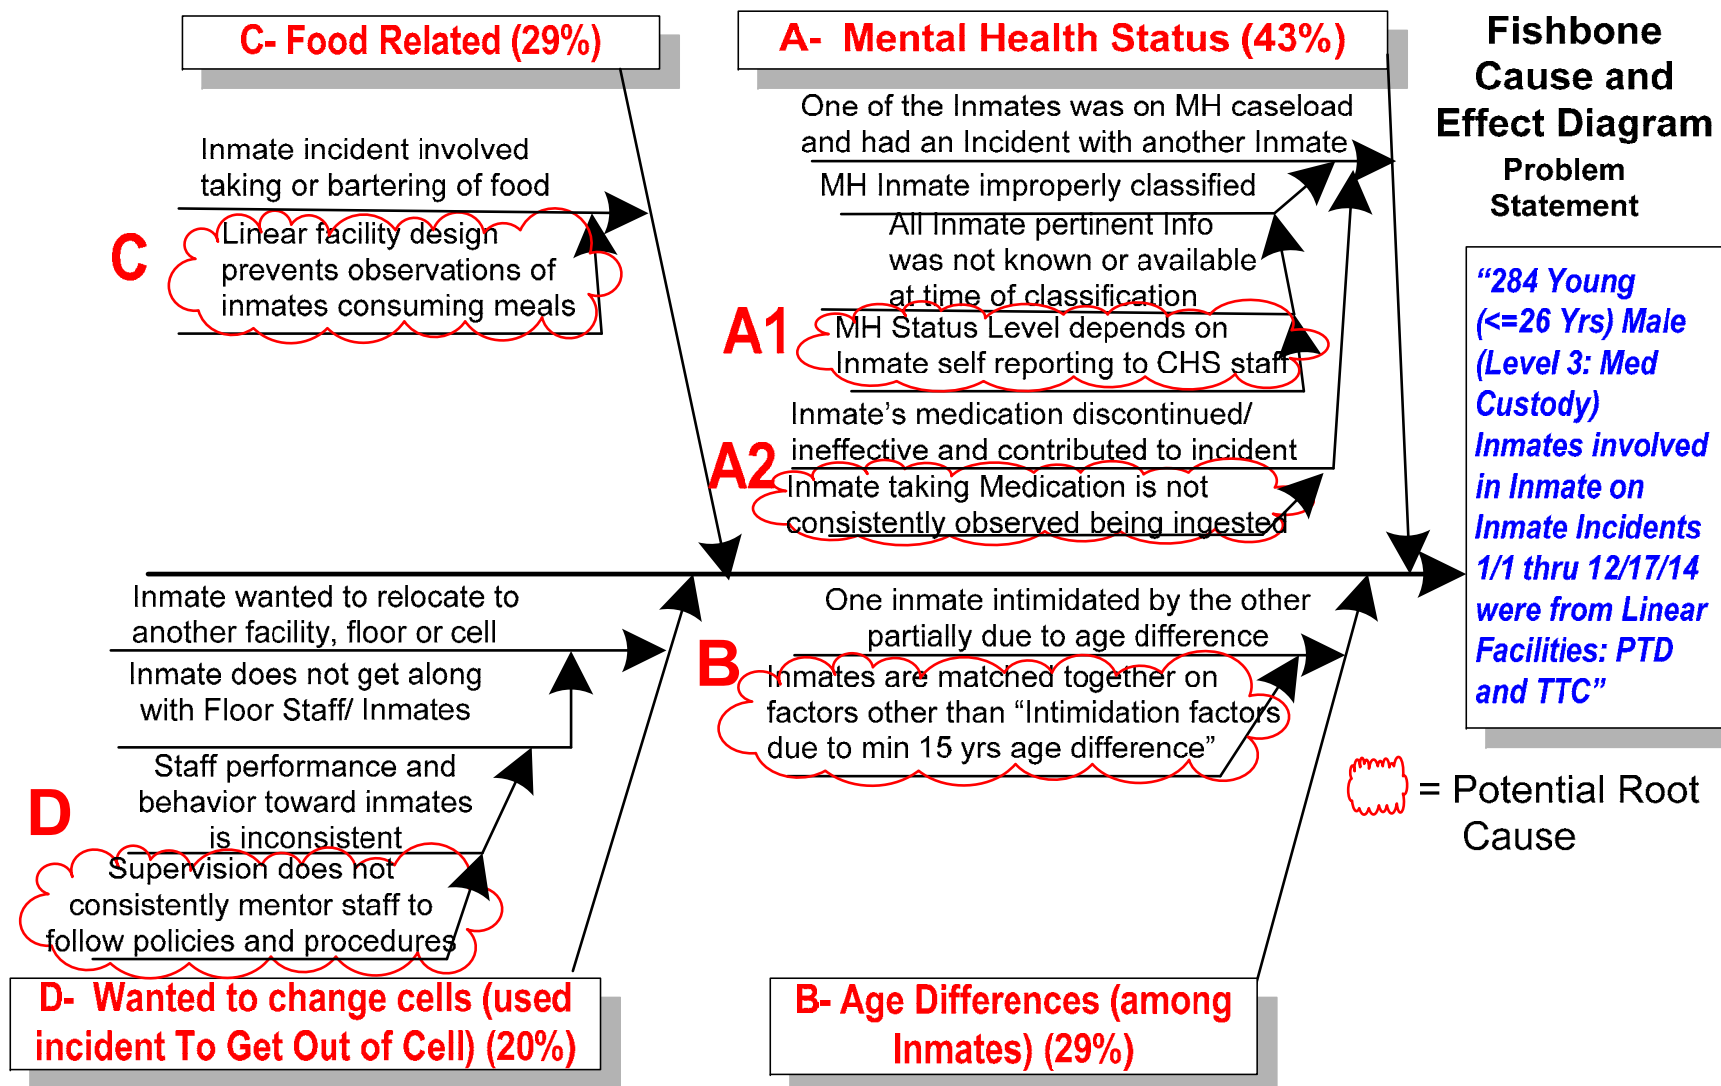 C- Food Related (29%)
A-  Mental Health Status (43%)
Fishbone
Cause and
Effect Diagram
Problem
Statement
One of the Inmates was on MH caseload
and had an Incident with another Inmate
MH Inmate improperly classified
All Inmate pertinent Info
was not known or available
at time of classification
A1
MH Status Level depends on
Inmate self reporting to CHS staff
Inmate’s medication discontinued/
ineffective and contributed to incident
A2
Inmate taking Medication is not
consistently observed being ingested
Inmate incident involved
taking or bartering of food
C
Linear facility design
prevents observations of
inmates consuming meals
“284 Young
(<=26 Yrs) Male
(Level 3: Med
Custody)
Inmates involved
in Inmate on
Inmate Incidents
1/1 thru 12/17/14
were from Linear
Facilities: PTD
and TTC”
Inmate wanted to relocate to
another facility, floor or cell
Inmate does not get along
with Floor Staff/ Inmates
Staff performance and
behavior toward inmates
is inconsistent
D
Supervision does not
consistently mentor staff to
follow policies and procedures
One inmate intimidated by the other
partially due to age difference
B
Inmates are matched together on
factors other than “Intimidation factors
due to min 15 yrs age difference”
= Potential Root
Cause
D-  Wanted to change cells (used
incident To Get Out of Cell) (20%)
B- Age Differences (among
Inmates) (29%)